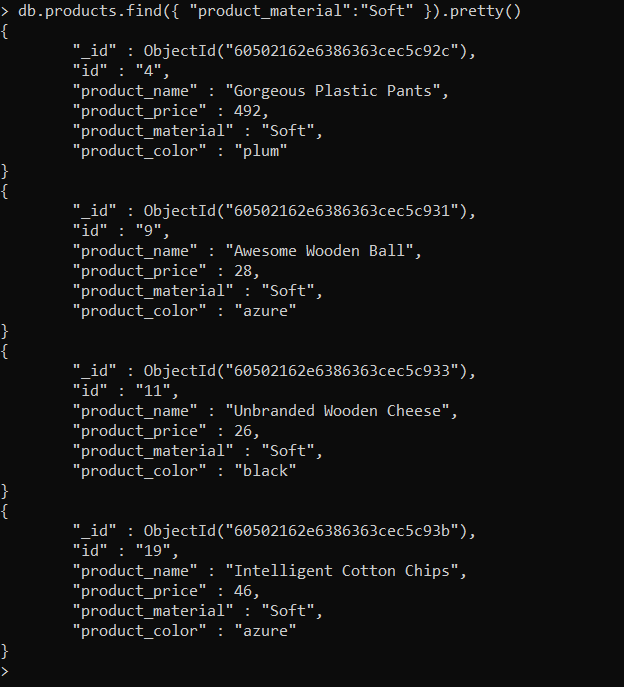 > db.products.find({ "product_material":"Soft" }).pretty()
{
        "_id" : ObjectId("60502162e6386363cec5c92c"),
        "id" : "4",
        "product_name" : "Gorgeous Plastic Pants",
        "product_price" : 492,
        "product_material" : "Soft",
        "product_color" : "plum"
}
{
        "_id" : ObjectId("60502162e6386363cec5c931"),
        "id" : "9",
        "product_name" : "Awesome Wooden Ball",
        "product_price" : 28,
        "product_material" : "Soft",
        "product_color" : "azure"
}
{
        "_id" : ObjectId("60502162e6386363cec5c933"),
        "id" : "11",
        "product_name" : "Unbranded Wooden Cheese",
        "product_price" : 26,
        "product_material" : "Soft",
        "product_color" : "black"
}
{
        "_id" : ObjectId("60502162e6386363cec5c93b"),
        "id" : "19",
        "product_name" : "Intelligent Cotton Chips",
        "product_price" : 46,
        "product_material" : "Soft",
        "product_color" : "azure"
}
>